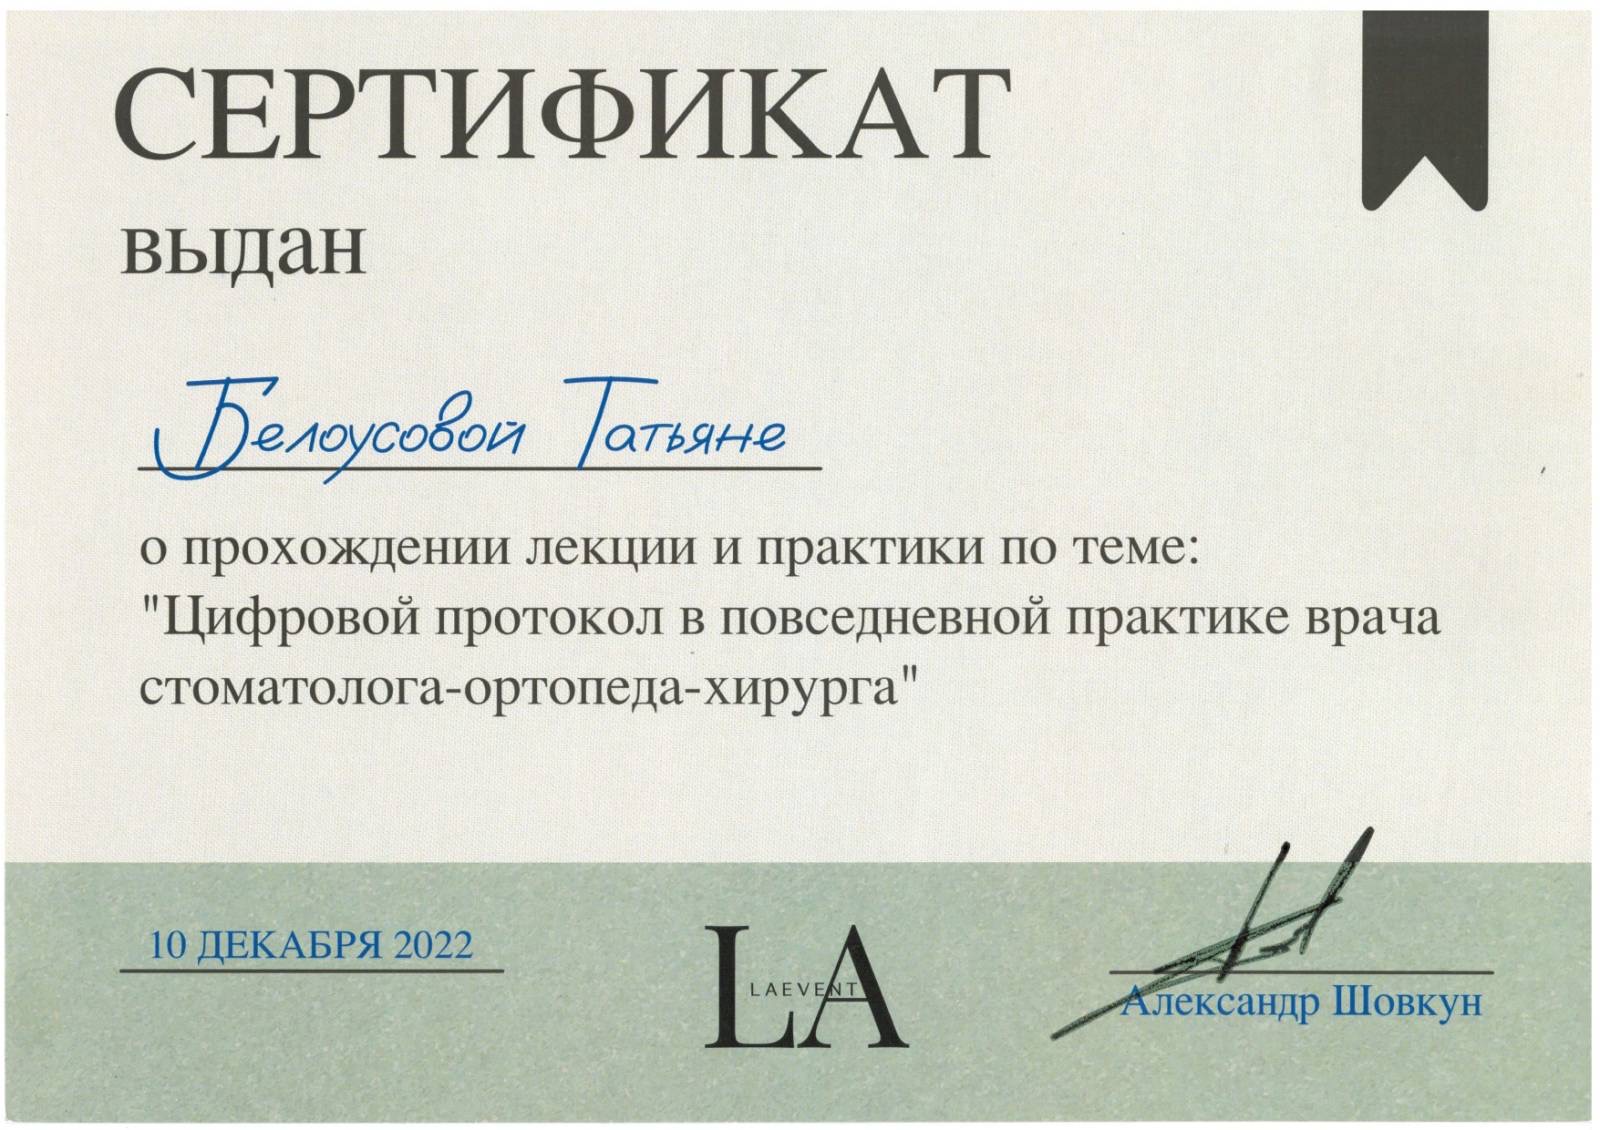 СЕРТИФИКАТ
выдан
Белоусовой Татьяне
о прохождении лекции и практики по теме:
"Цифровой протокол в повседневной практике врача
стоматолога-ортопеда-хирурга"
10 ДЕКАБРЯ 2022
LA
LAEVENT
Александр Шовкун